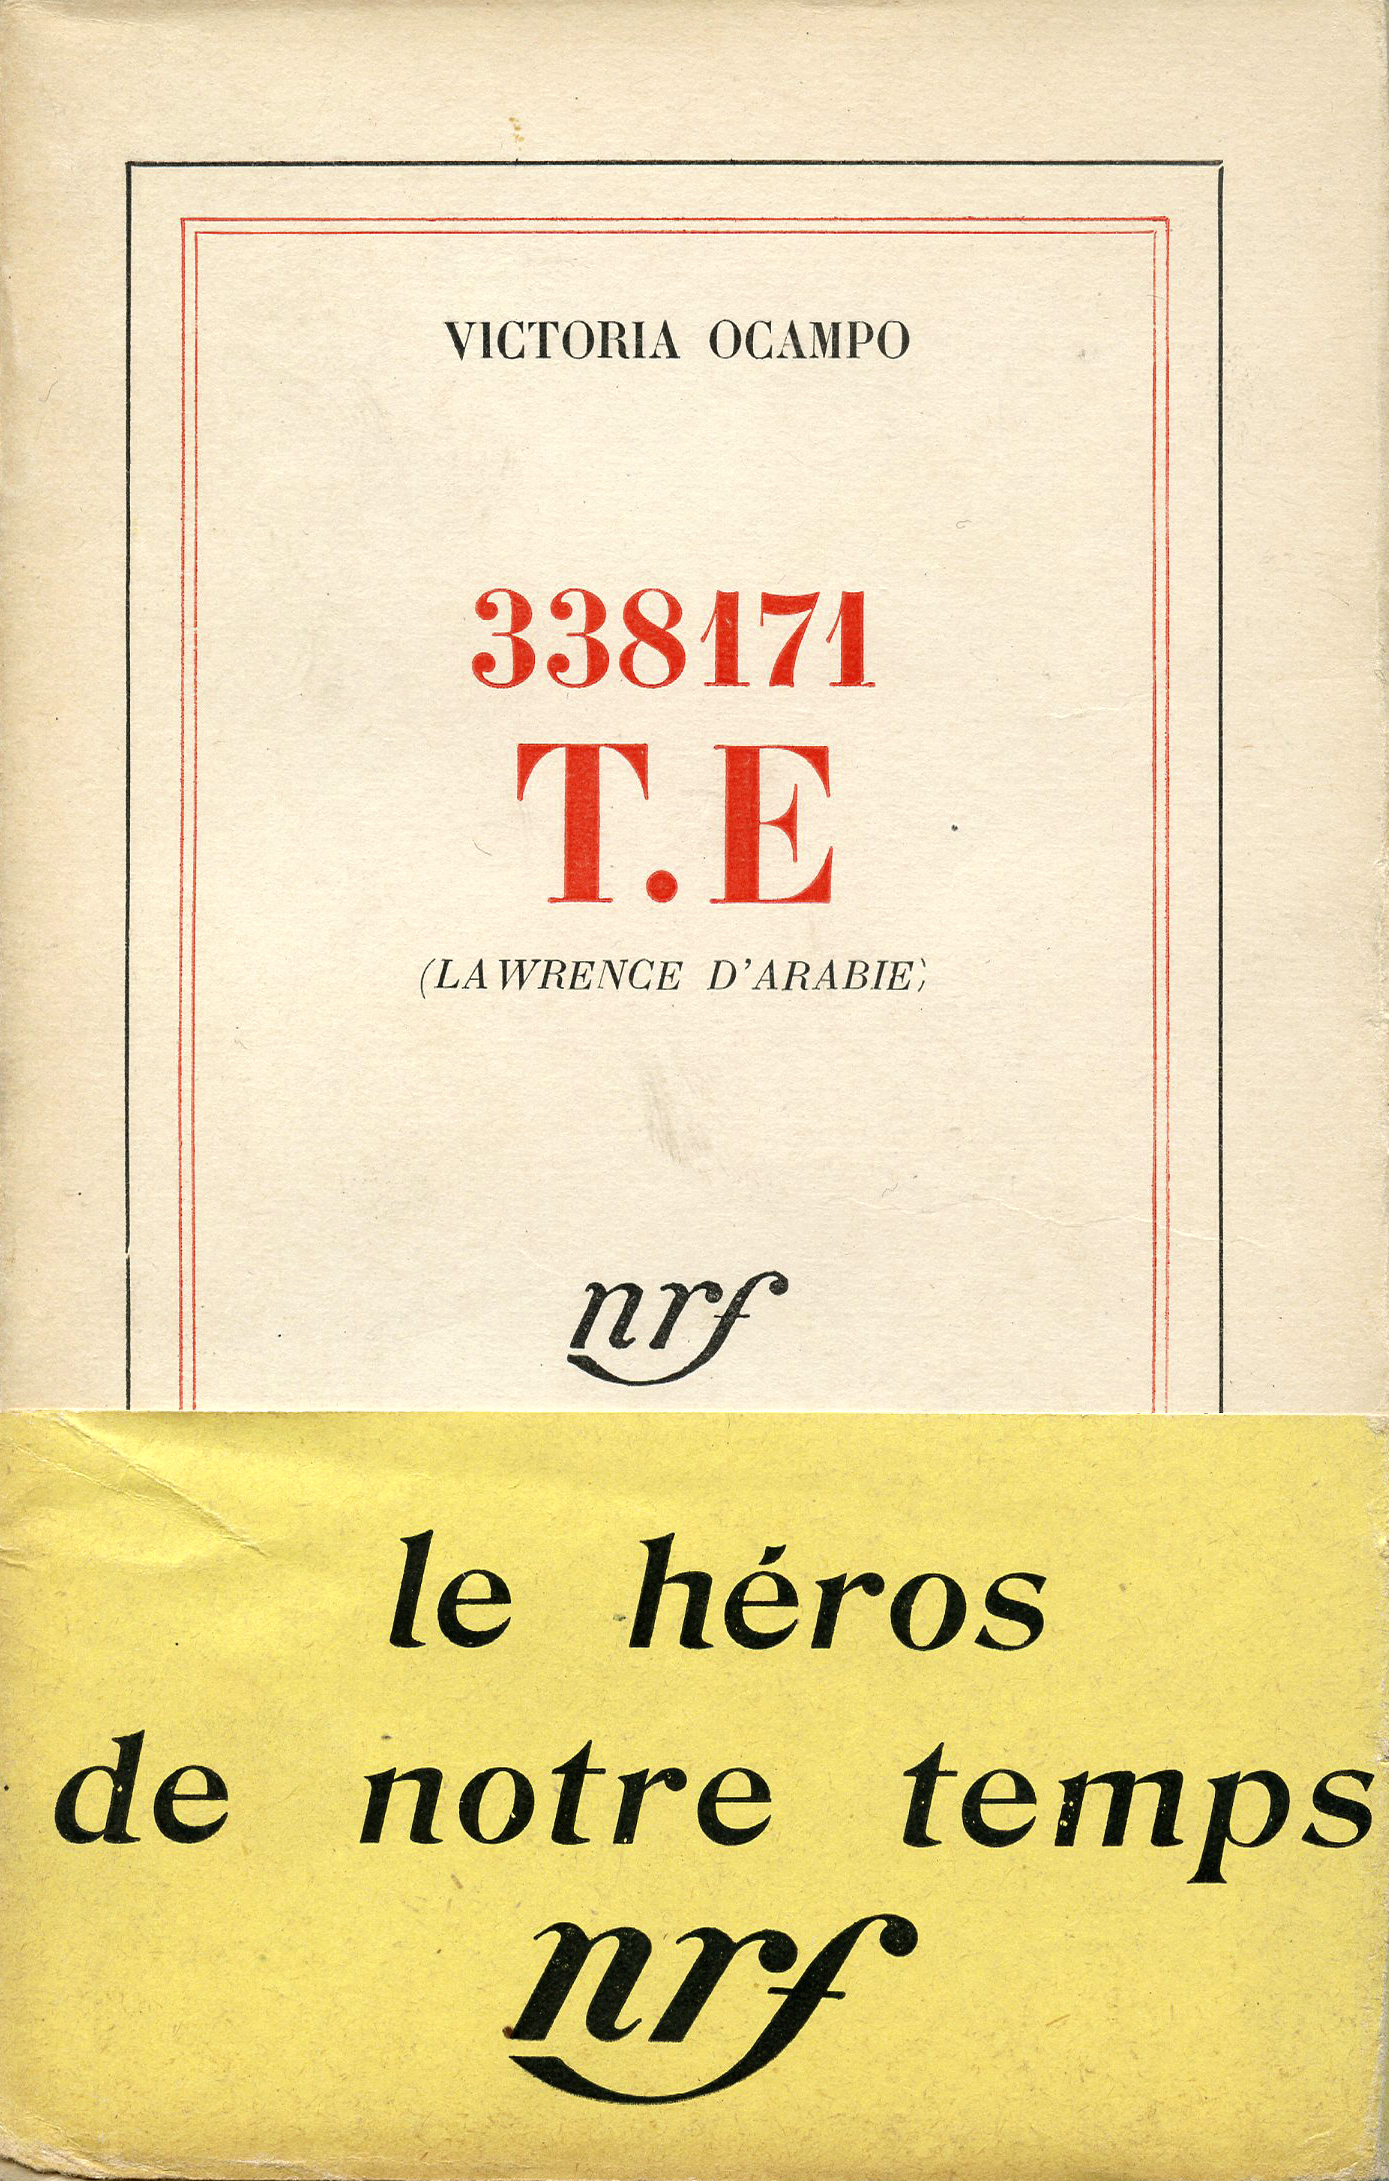 VICTORIA OCAMPO
338171
T.E
(LAWRENCE D'ARABIE)
nrf
le héros
de notre temps
nrf